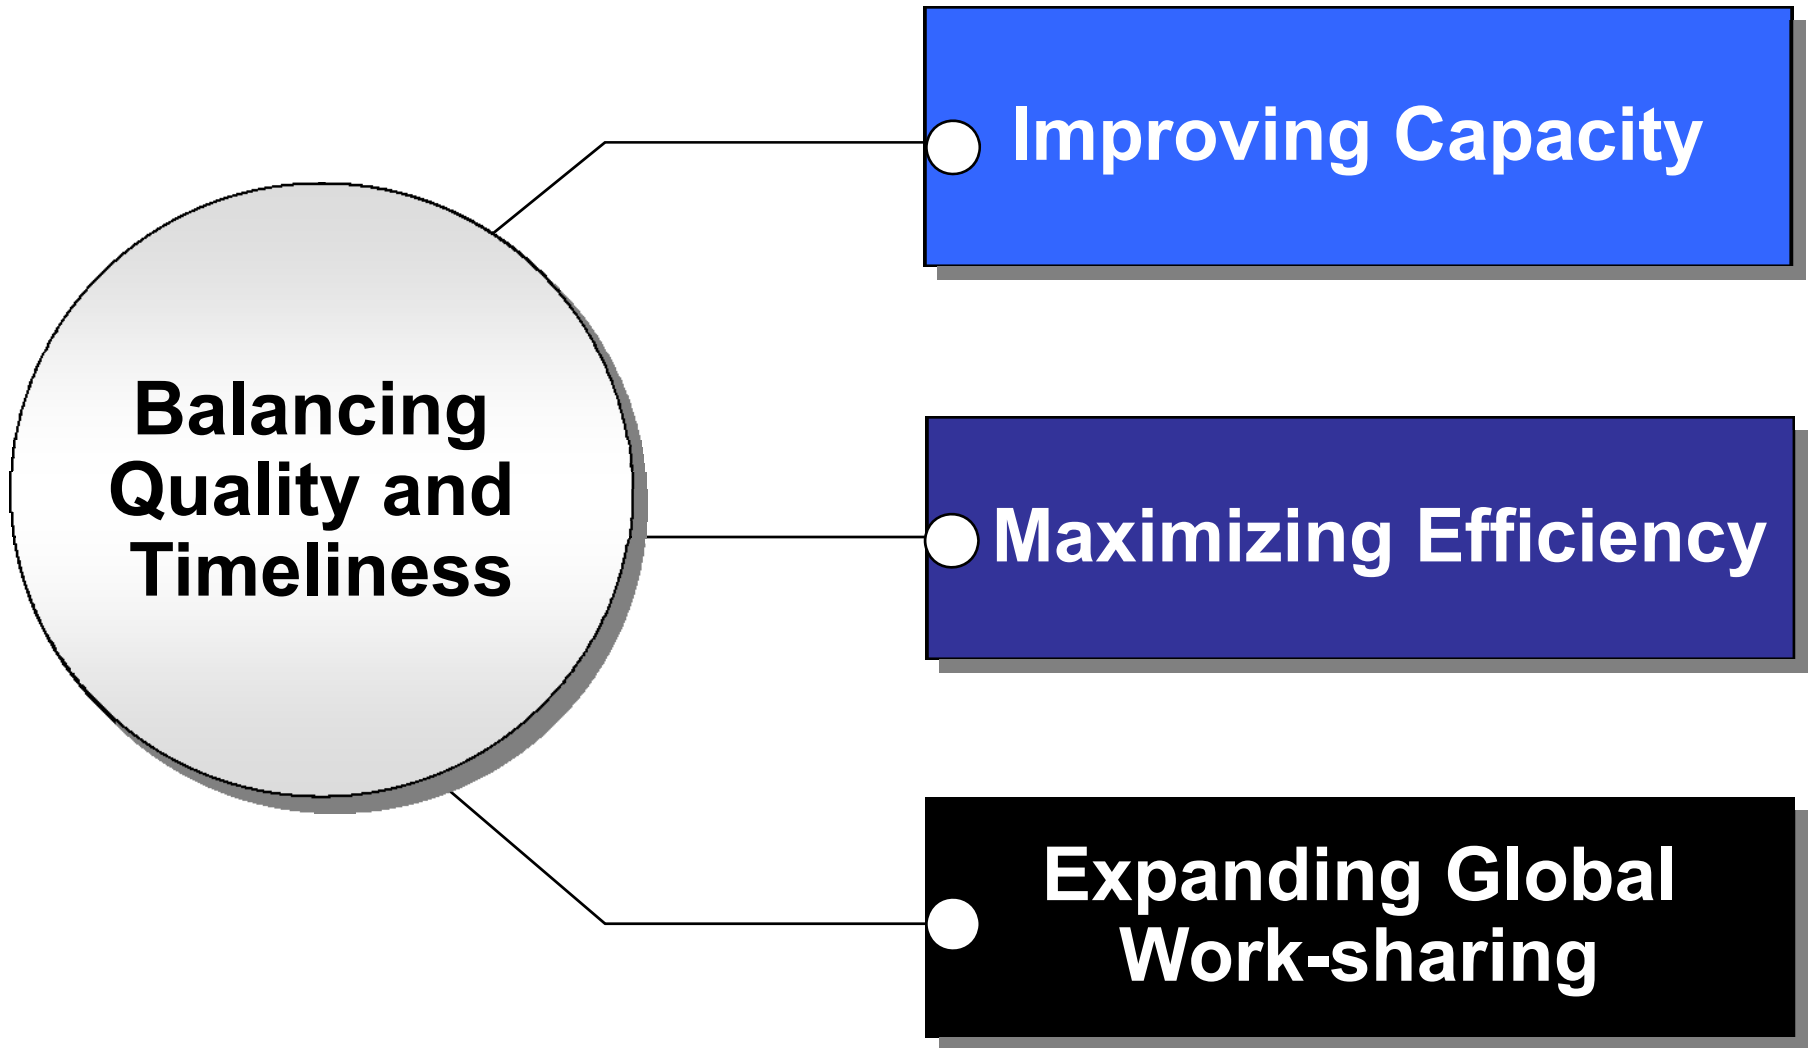 Balancing
Quality and
Timeliness
Improving Capacity
Maximizing Efficiency
Expanding Global
Work-sharing